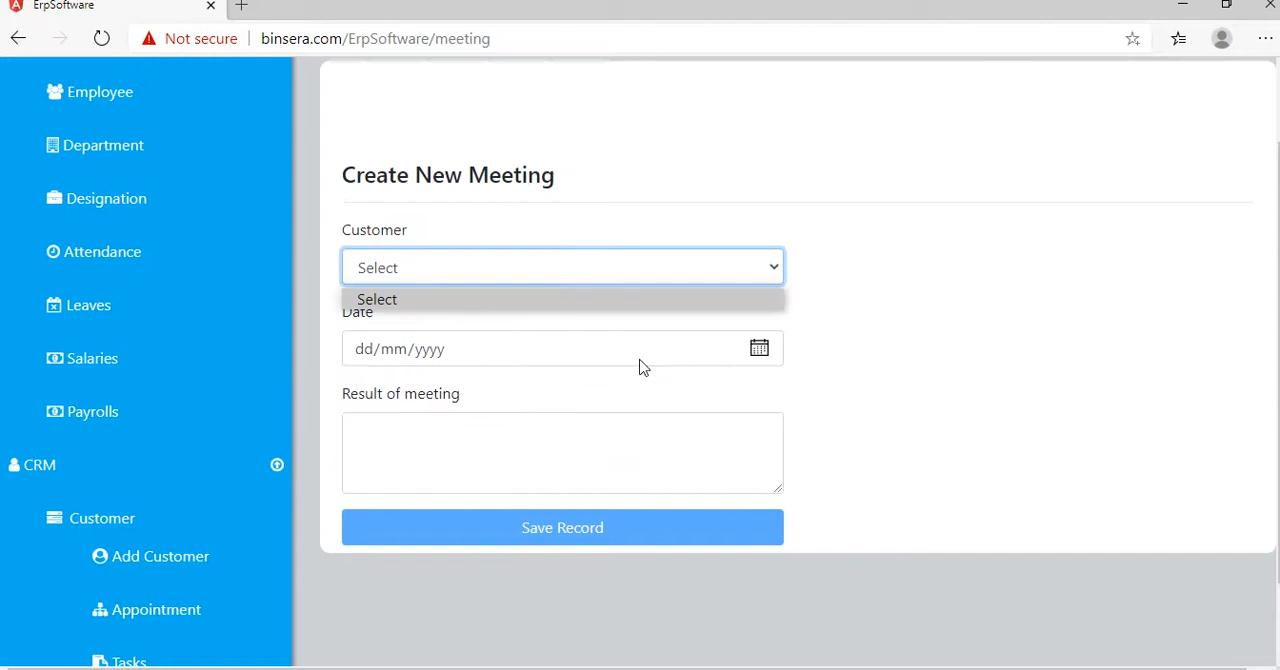 ErpSoftware
Not secure binsera.com/ErpSoftware/meeting
Employee
Department
Designation
Attendance
Leaves
Salaries
Payrolls
CRM
Customer
Add Customer
Appointment
Tasks
Create New Meeting
Customer
Select
Select
Date
dd/mm/yyyy
Result of meeting
Save Record